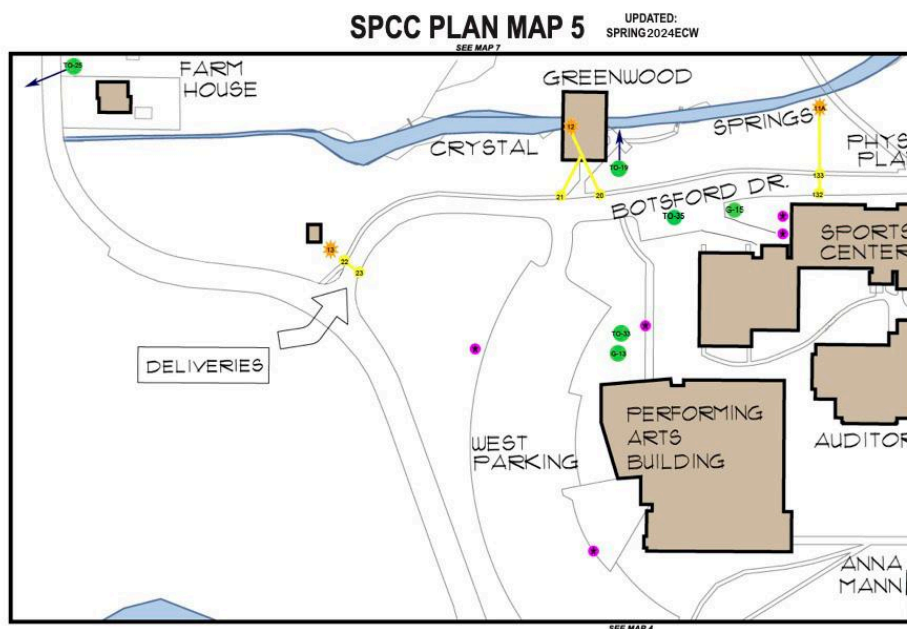 SPCC PLAN MAP 5
UPDATED:
SPRING 2024ECW
SEE MAP 7
TO-25
FARM
HOUSE
GREENWOOD
12
CRYSTAL
SPRINGS
11A
PHYS
PLA
TO-19
133
132
21
20
BOTSFORD DR.
TO-35
G-15
*
*
SPORTS
CENTER
13
22
23
DELIVERIES
*
TO-33
G-13
*
PERFORMING
ARTS
BUILDING
WEST
PARKING
AUDITOR
*
ANNA
MANN
SEE MAP 4